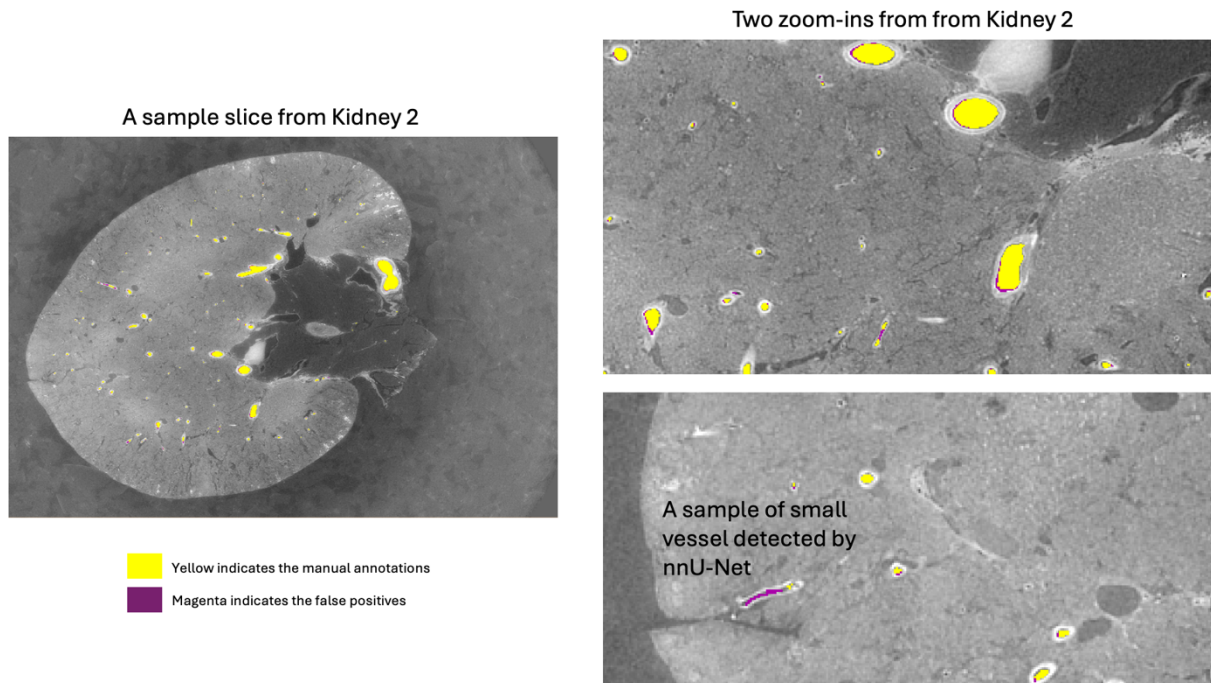 Two zoom-ins from from Kidney 2
A sample slice from Kidney 2
A sample of small
vessel detected by
nnU-Net
Yellow indicates the manual annotations
Magenta indicates the false positives